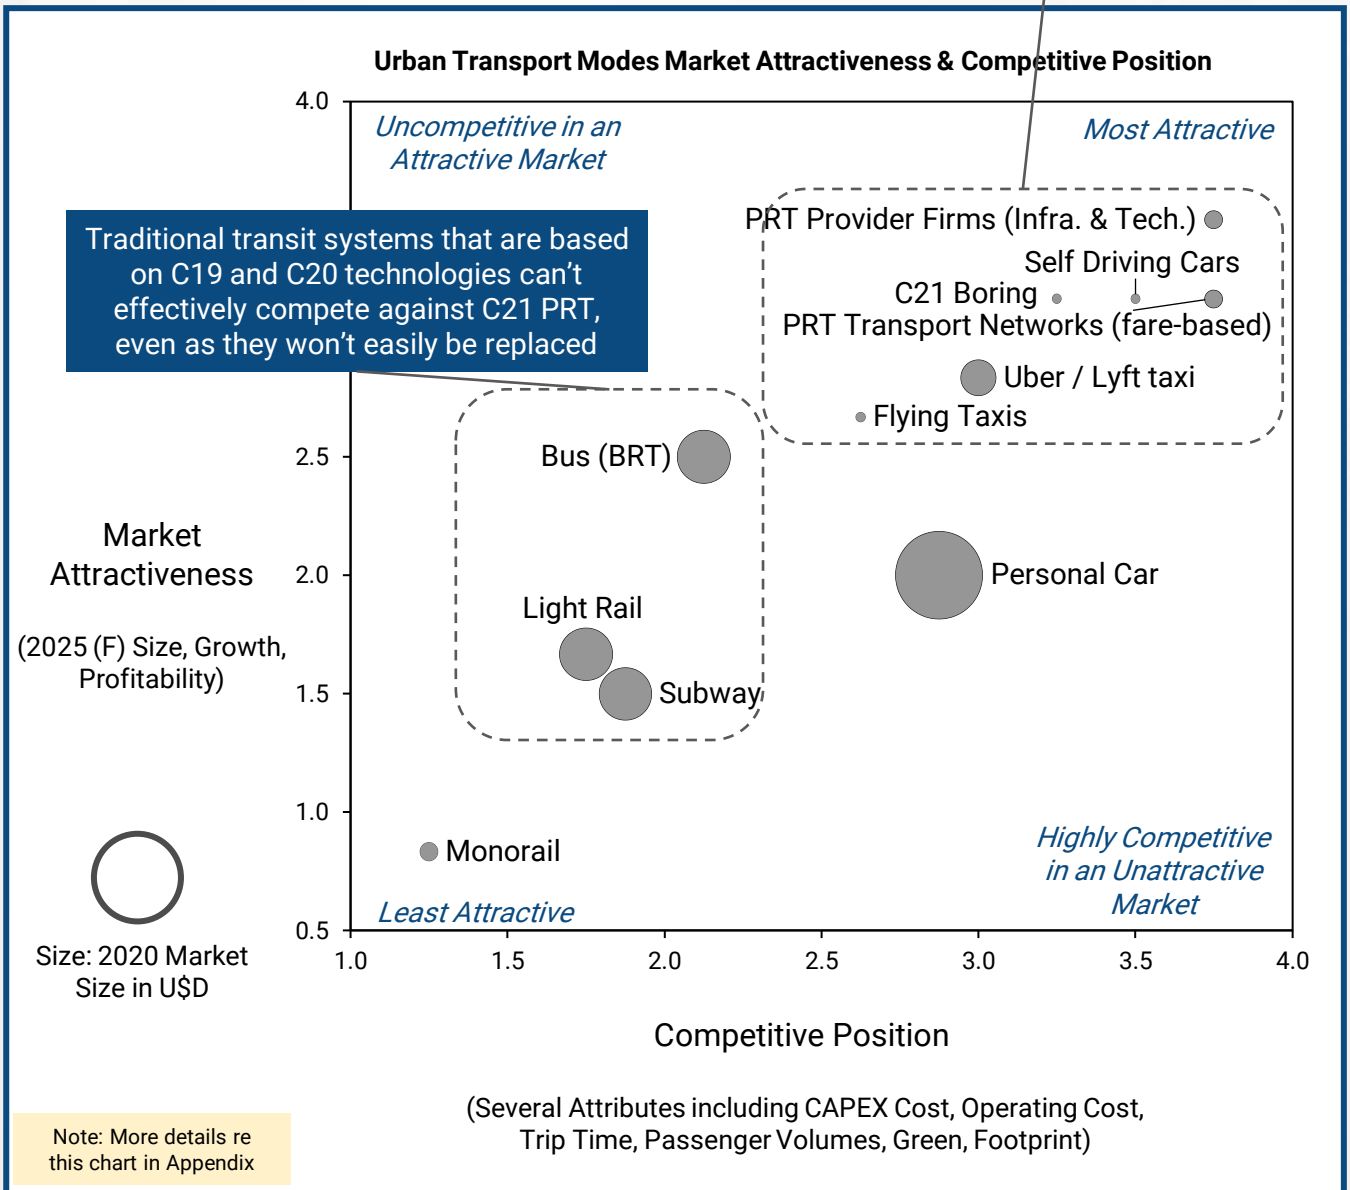 Urban Transport Modes Market Attractiveness & Competitive Position
4.0
Uncompetitive in an
Attractive Market
Most Attractive
Traditional transit systems that are based
on C19 and C20 technologies can't
effectively compete against C21 PRT,
even as they won't easily be replaced
PRT Provider Firms (Infra. & Tech.)
Self Driving Cars
C21 Boring
PRT Transport Networks (fare-based)
Uber / Lyft taxi
Flying Taxis
2.5
Bus (BRT)
Market
Attractiveness
(2025 (F) Size, Growth,
Profitability)
2.0
Personal Car
Light Rail
1.5
Subway
1.0
Monorail
Highly Competitive
in an Unattractive
Market
Least Attractive
0.5
1.0
1.5
2.0
2.5
3.0
3.5
4.0
Size: 2020 Market
Size in U$D
Competitive Position
(Several Attributes including CAPEX Cost, Operating Cost,
Trip Time, Passenger Volumes, Green, Footprint)
Note: More details re
this chart in Appendix